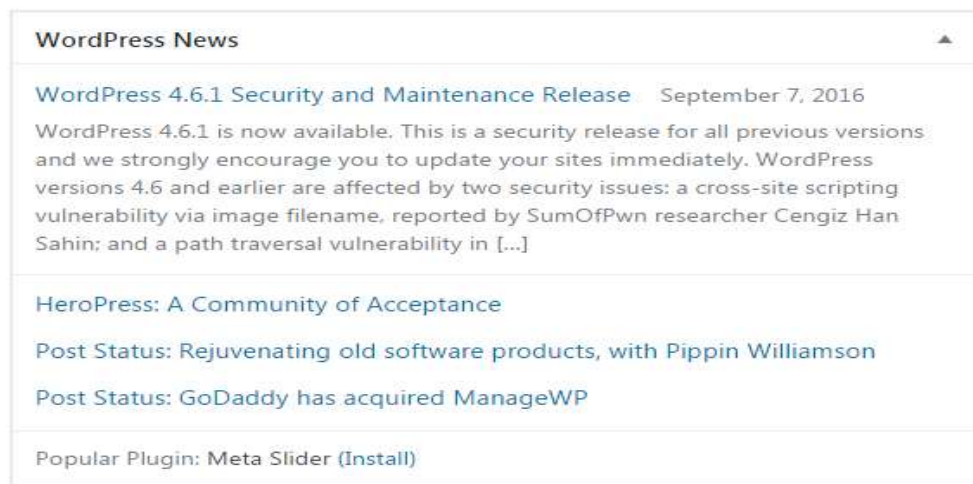 WordPress News
WordPress 4.6.1 Security and Maintenance Release September 7, 2016
WordPress 4.6.1 is now available. This is a security release for all previous versions
and we strongly encourage you to update your sites immediately. WordPress
versions 4.6 and earlier are affected by two security issues: a cross-site scripting
vulnerability via image filename, reported by SumOfPwn researcher Cengiz Han
Sahin; and a path traversal vulnerability in [...]
HeroPress: A Community of Acceptance
Post Status: Rejuvenating old software products, with Pippin Williamson
Post Status: GoDaddy has acquired ManageWP
Popular Plugin: Meta Slider (Install)